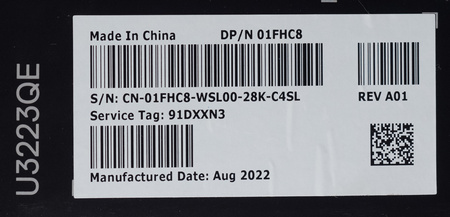 U3223QE
Made In China DP/N 01FHC8
S/N: CN-01FHC8-WSL00-28K-C4SL REV A01
Service Tag: 91DXXN3
Manufactured Date: Aug 2022